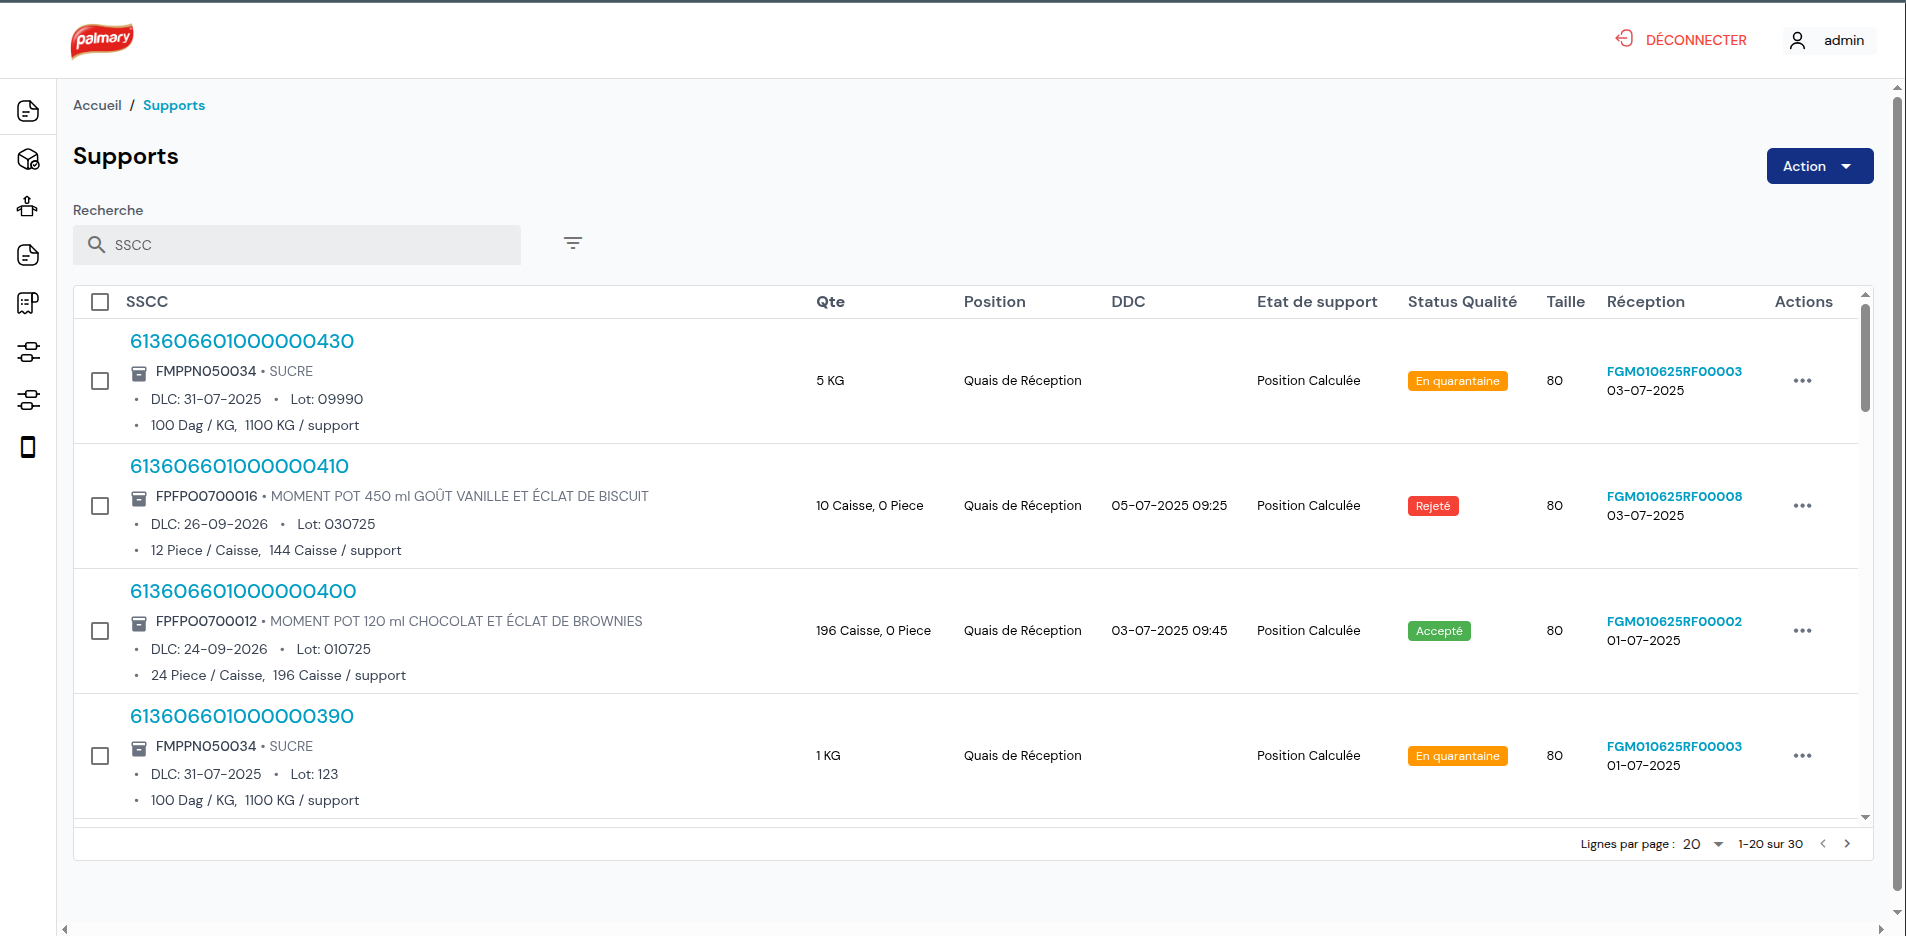 palmary
DÉCONNECTER
admin
Accueil / Supports
Supports
Action
Recherche
SSCC
SSCC Qte Position DDC Etat de support Status Qualité Taille Réception Actions
613606601000000430
FMPPN050034 • SUCRE
• DLC: 31-07-2025 • Lot: 09990
• 100 Dag / KG, 1100 KG / support
5 KG Quais de Réception Position Calculée En quarantaine 80
FGM010625RF00003
03-07-2025
613606601000000410
FPFPO0700016 • MOMENT POT 450 ml GOÛT VANILLE ET ÉCLAT DE BISCUIT
• DLC: 26-09-2026 • Lot: 030725
• 12 Piece / Caisse, 144 Caisse / support
10 Caisse, 0 Piece Quais de Réception 05-07-2025 09:25 Position Calculée Rejeté 80
FGM010625RF00008
03-07-2025
613606601000000400
FPFPO0700012 • MOMENT POT 120 ml CHOCOLAT ET ÉCLAT DE BROWNIES
• DLC: 24-09-2026 • Lot: 010725
• 24 Piece / Caisse, 196 Caisse / support
196 Caisse, 0 Piece Quais de Réception 03-07-2025 09:45 Position Calculée Accepté 80
FGM010625RF00002
01-07-2025
613606601000000390
FMPPN050034 • SUCRE
• DLC: 31-07-2025 • Lot: 123
• 100 Dag / KG, 1100 KG / support
1 KG Quais de Réception Position Calculée En quarantaine 80
FGM010625RF00003
01-07-2025
Lignes par page : 20 1-20 sur 30